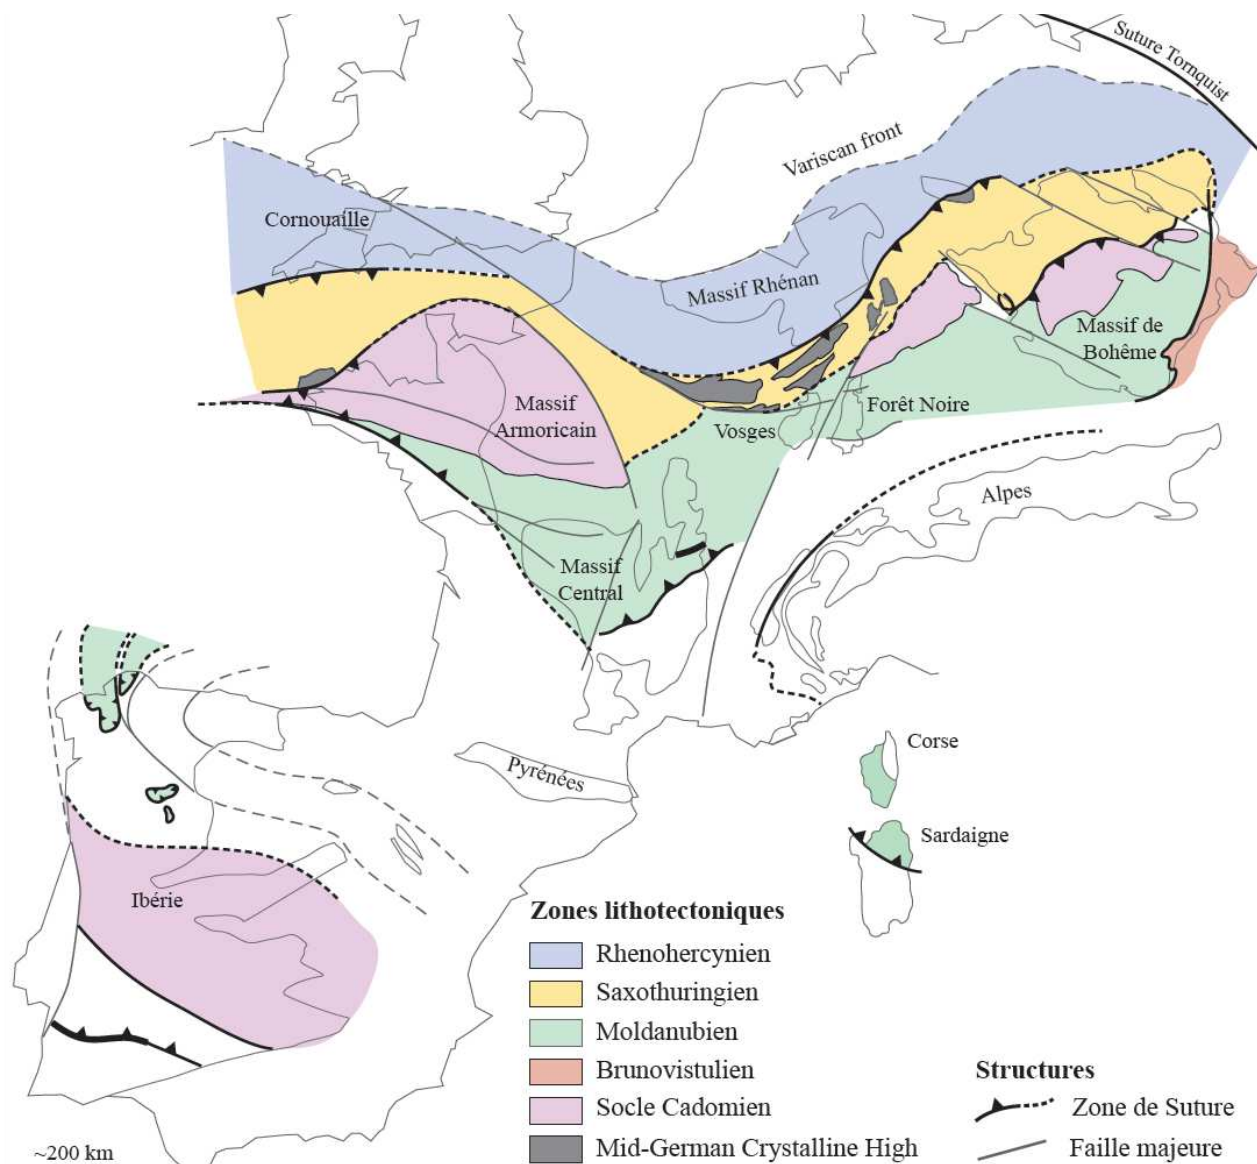 Suture Tornquist
Variscan front
Cornouaille
Massif Rhénan
Massif de
Bohême
Massif
Armoricain
Forêt Noire
Vosges
Alpes
Massif
Central
Pyrénées
Corse
Sardaigne
Ibérie
Zones lithotectoniques
Rhenohercynien
Saxothuringien
Moldanubien
Brunovistulien
Socle Cadomien
Mid-German Crystalline High
Structures
Zone de Suture
Faille majeure
~200 km